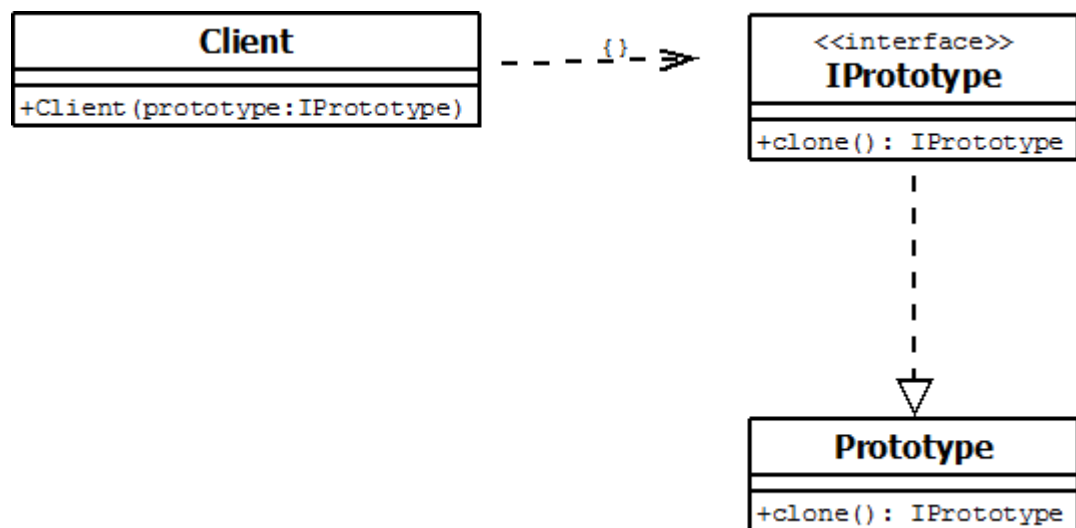 Client
+Client(prototype:IPrototype)
{}
<<interface>>
IPrototype
+clone(): IPrototype
Prototype
+clone(): IPrototype